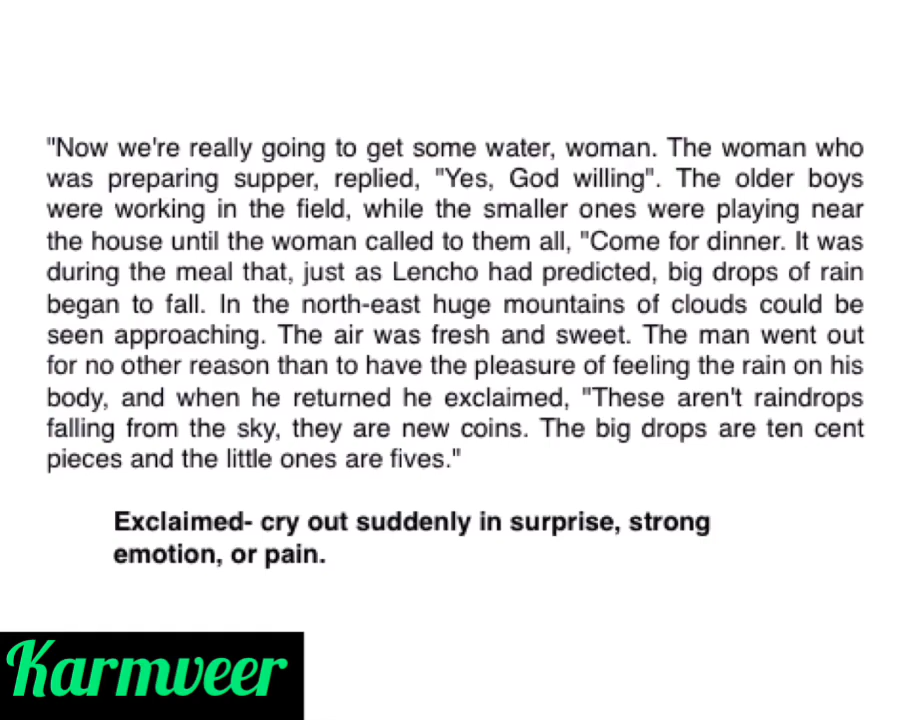 "Now we're really going to get some water, woman. The woman who
was preparing supper, replied, "Yes, God willing". The older boys
were working in the field, while the smaller ones were playing near
the house until the woman called to them all, "Come for dinner. It was
during the meal that, just as Lencho had predicted, big drops of rain
began to fall. In the north-east huge mountains of clouds could be
seen approaching. The air was fresh and sweet. The man went out
for no other reason than to have the pleasure of feeling the rain on his
body, and when he returned he exclaimed, "These aren't raindrops
falling from the sky, they are new coins. The big drops are ten cent
pieces and the little ones are fives."
Exclaimed- cry out suddenly in surprise, strong
emotion, or pain.
Karmveer